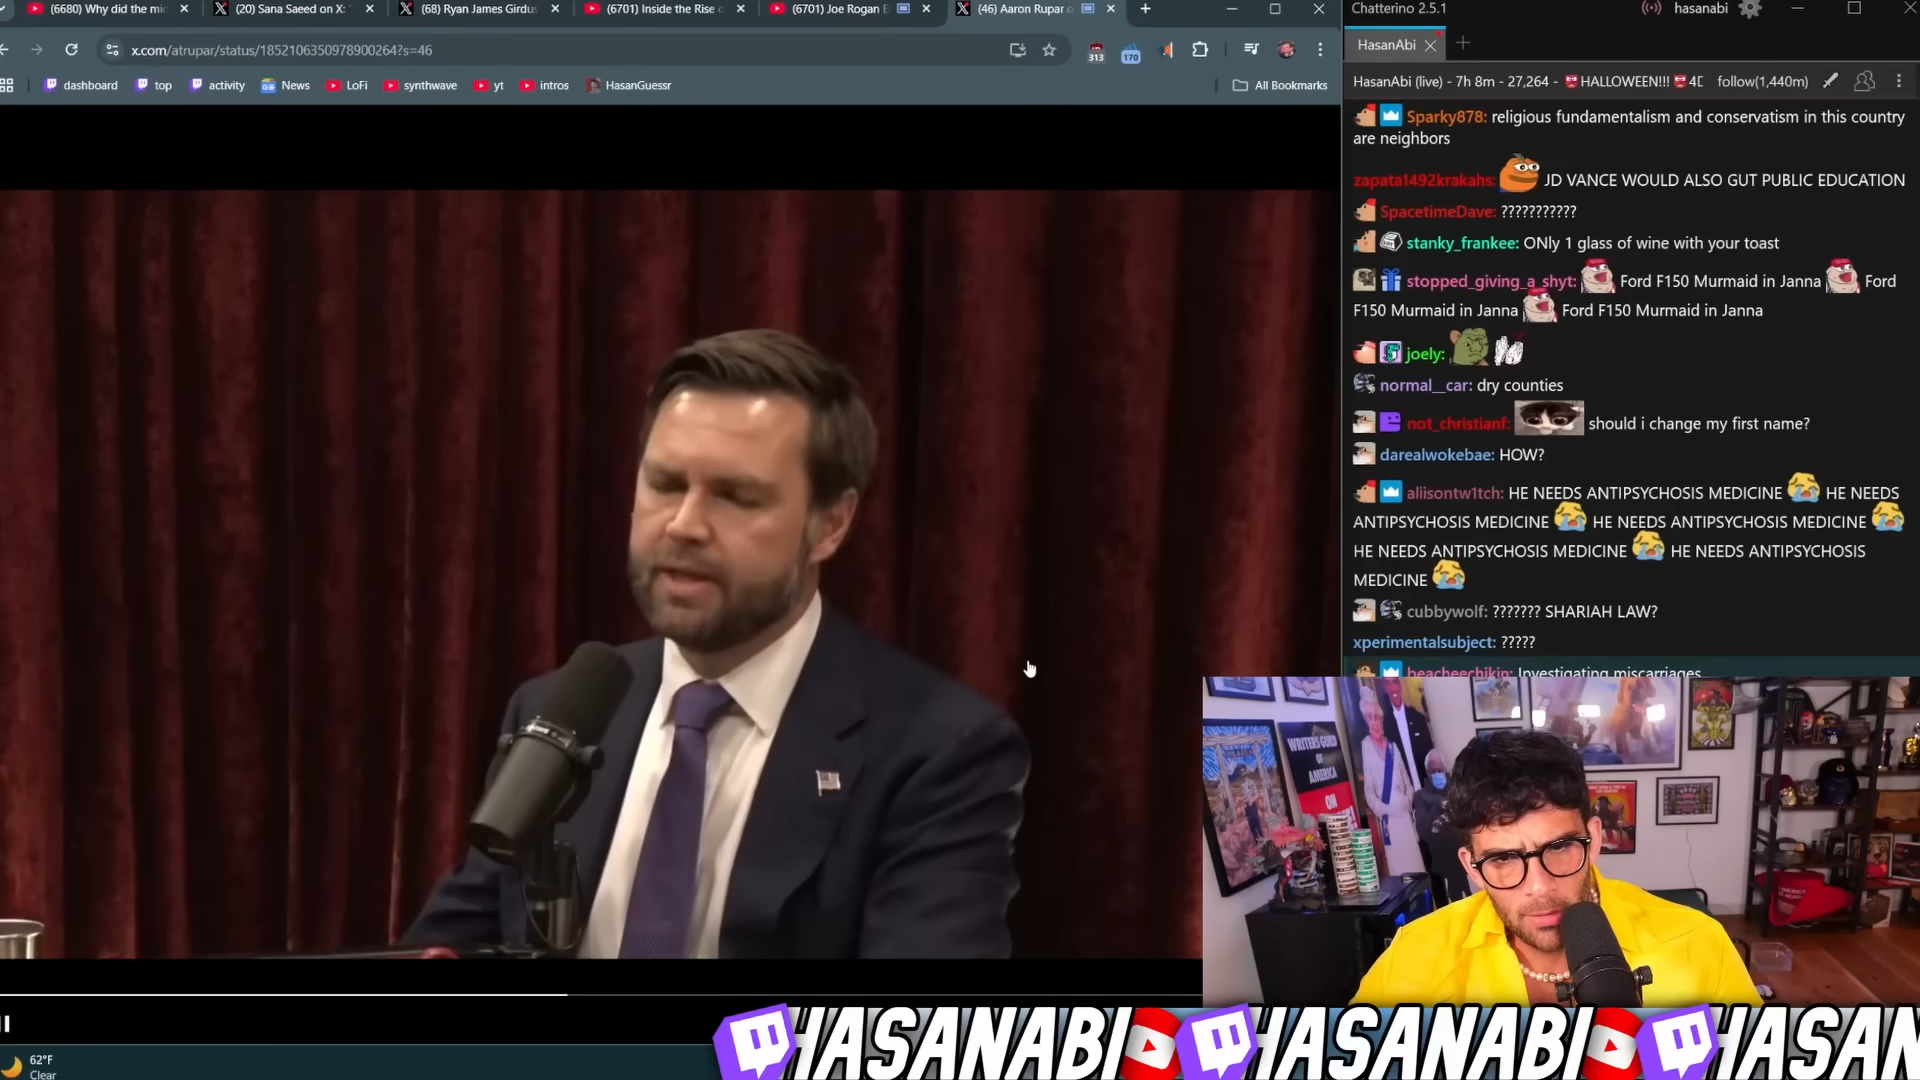 (6680) Why did the mi
(20) Sana Saeed on X: "
(68) Ryan James Girdus
(6701) Inside the Rise o
(6701) Joe Rogan E
(46) Aaron Rupar o
x.com/atrupar/status/1852106350978900264?s=46
313
170
dashboard
top
activity
News
LoFi
synthwave
yt
intros
HasanGuessr
All Bookmarks
Chatterino 2.5.1
hasanabi
HasanAbi
HasanAbi (live) - 7h 8m - 27,264 - HALLOWEEN!!! 4D
follow(1,440m)
Sparky878: religious fundamentalism and conservatism in this country
are neighbors
zapata1492krakahs: JD VANCE WOULD ALSO GUT PUBLIC EDUCATION
SpacetimeDave: ???????????
stanky_frankee: ONly 1 glass of wine with your toast
stopped_giving_a_shyt: Ford F150 Murmaid in Janna Ford
F150 Murmaid in Janna Ford F150 Murmaid in Janna
joely:
normal__car: dry counties
not_christianf: should i change my first name?
darealwokebae: HOW?
aliisontw1tch: HE NEEDS ANTIPSYCHOSIS MEDICINE HE NEEDS
ANTIPSYCHOSIS MEDICINE HE NEEDS ANTIPSYCHOSIS MEDICINE
HE NEEDS ANTIPSYCHOSIS MEDICINE HE NEEDS ANTIPSYCHOSIS
MEDICINE
cubbywolf: ??????? SHARIAH LAW?
xperimentalsubject: ?????
beacheechikin: Investigating miscarriages
WRITERS GUILD
OF
AMERICA
ON
HASANABI HASANABI HASAN
62°F
Clear